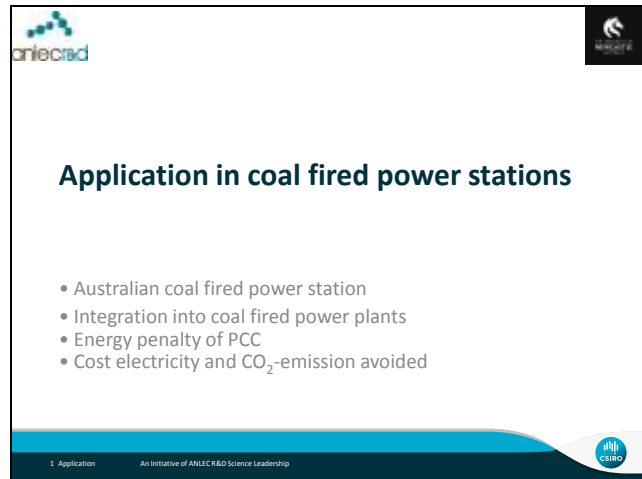 anlecr&d
NEWCASTLE
Application in coal fired power stations
• Australian coal fired power station
• Integration into coal fired power plants
• Energy penalty of PCC
• Cost electricity and CO₂-emission avoided
1 Application An Initiative of ANLEC R&D Science Leadership
CSIRO